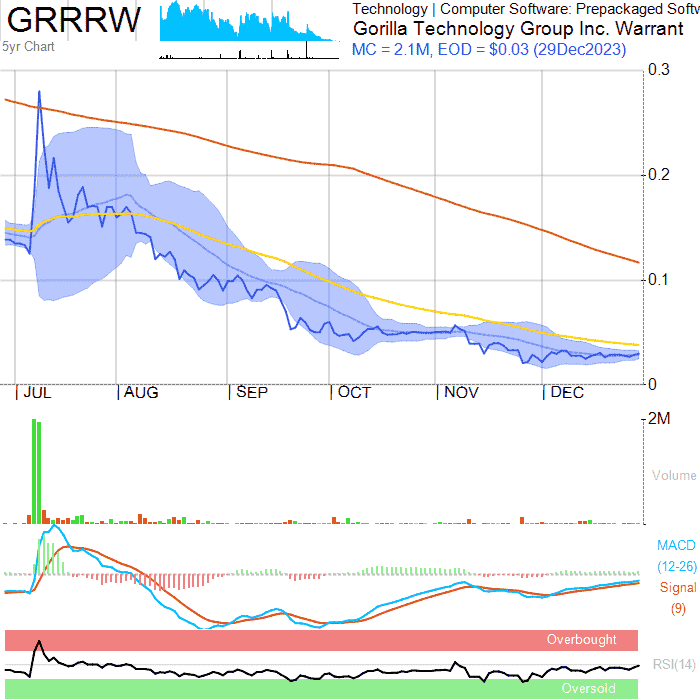 GRRRW
5yr Chart
Technology | Computer Software: Prepackaged Softw
Gorilla Technology Group Inc. Warrant
MC = 2.1M, EOD = $0.03 (29Dec2023)
0.3
0.2
0.1
0
JUL AUG SEP OCT NOV DEC
2M
Volume
MACD
(12-26)
Signal
(9)
Overbought
RSI(14)
Oversold